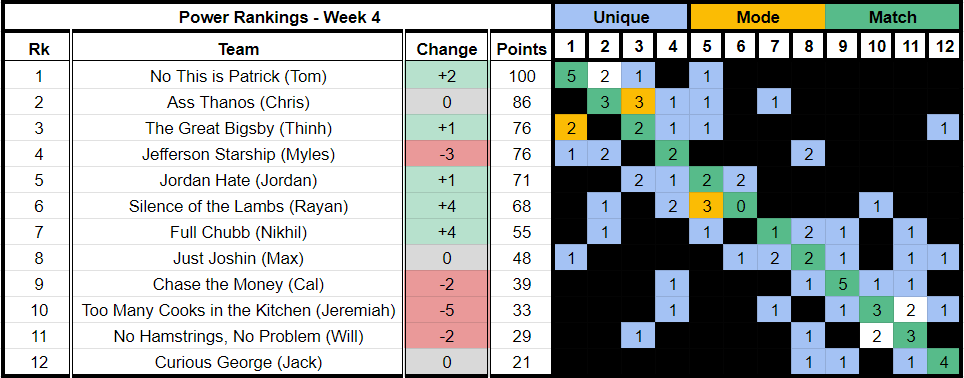 Power Rankings - Week 4 Unique Mode Match
Rk Team Change Points 1 2 3 4 5 6 7 8 9 10 11 12
1 No This is Patrick (Tom) +2 100 5 2 1 1
2 Ass Thanos (Chris) 0 86 3 3 1 1 1
3 The Great Bigsby (Thinh) +1 76 2 2 1 1 1
4 Jefferson Starship (Myles) -3 76 1 2 2 2
5 Jordan Hate (Jordan) +1 71 2 1 2 2
6 Silence of the Lambs (Rayan) +4 68 1 2 3 0 1
7 Full Chubb (Nikhil) +4 55 1 1 1 2 1 1
8 Just Joshin (Max) 0 48 1 1 2 2 1 1 1
9 Chase the Money (Cal) -2 39 1 1 5 1 1
10 Too Many Cooks in the Kitchen (Jeremiah) -5 33 1 1 1 3 2 1
11 No Hamstrings, No Problem (Will) -2 29 1 1 2 3
12 Curious George (Jack) 0 21 1 1 1 4